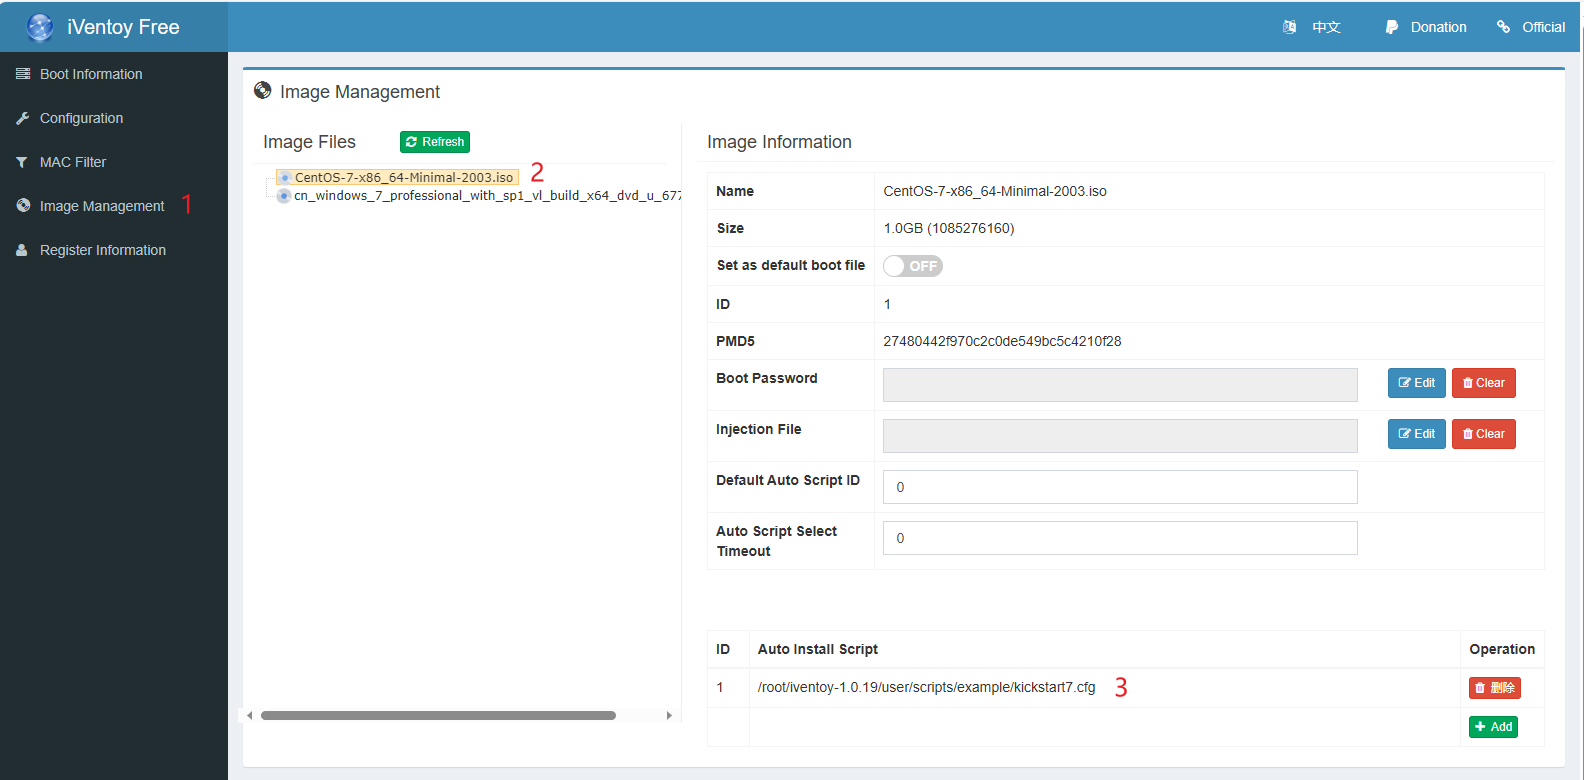 iVentoy Free
中文
Donation
Official
Boot Information
Configuration
MAC Filter
Image Management 1
Register Information
Image Management
Image Files
Refresh
CentOS-7-x86_64-Minimal-2003.iso 2
cn_windows_7_professional_with_sp1_vl_build_x64_dvd_u_677
Image Information
Name CentOS-7-x86_64-Minimal-2003.iso
Size 1.0GB (1085276160)
Set as default boot file OFF
ID 1
PMD5 27480442f970c2c0de549bc5c4210f28
Boot Password Edit Clear
Injection File Edit Clear
Default Auto Script ID 0
Auto Script Select 0
Timeout
ID Auto Install Script Operation
1 /root/iventoy-1.0.19/user/scripts/example/kickstart7.cfg 3 删除
Add